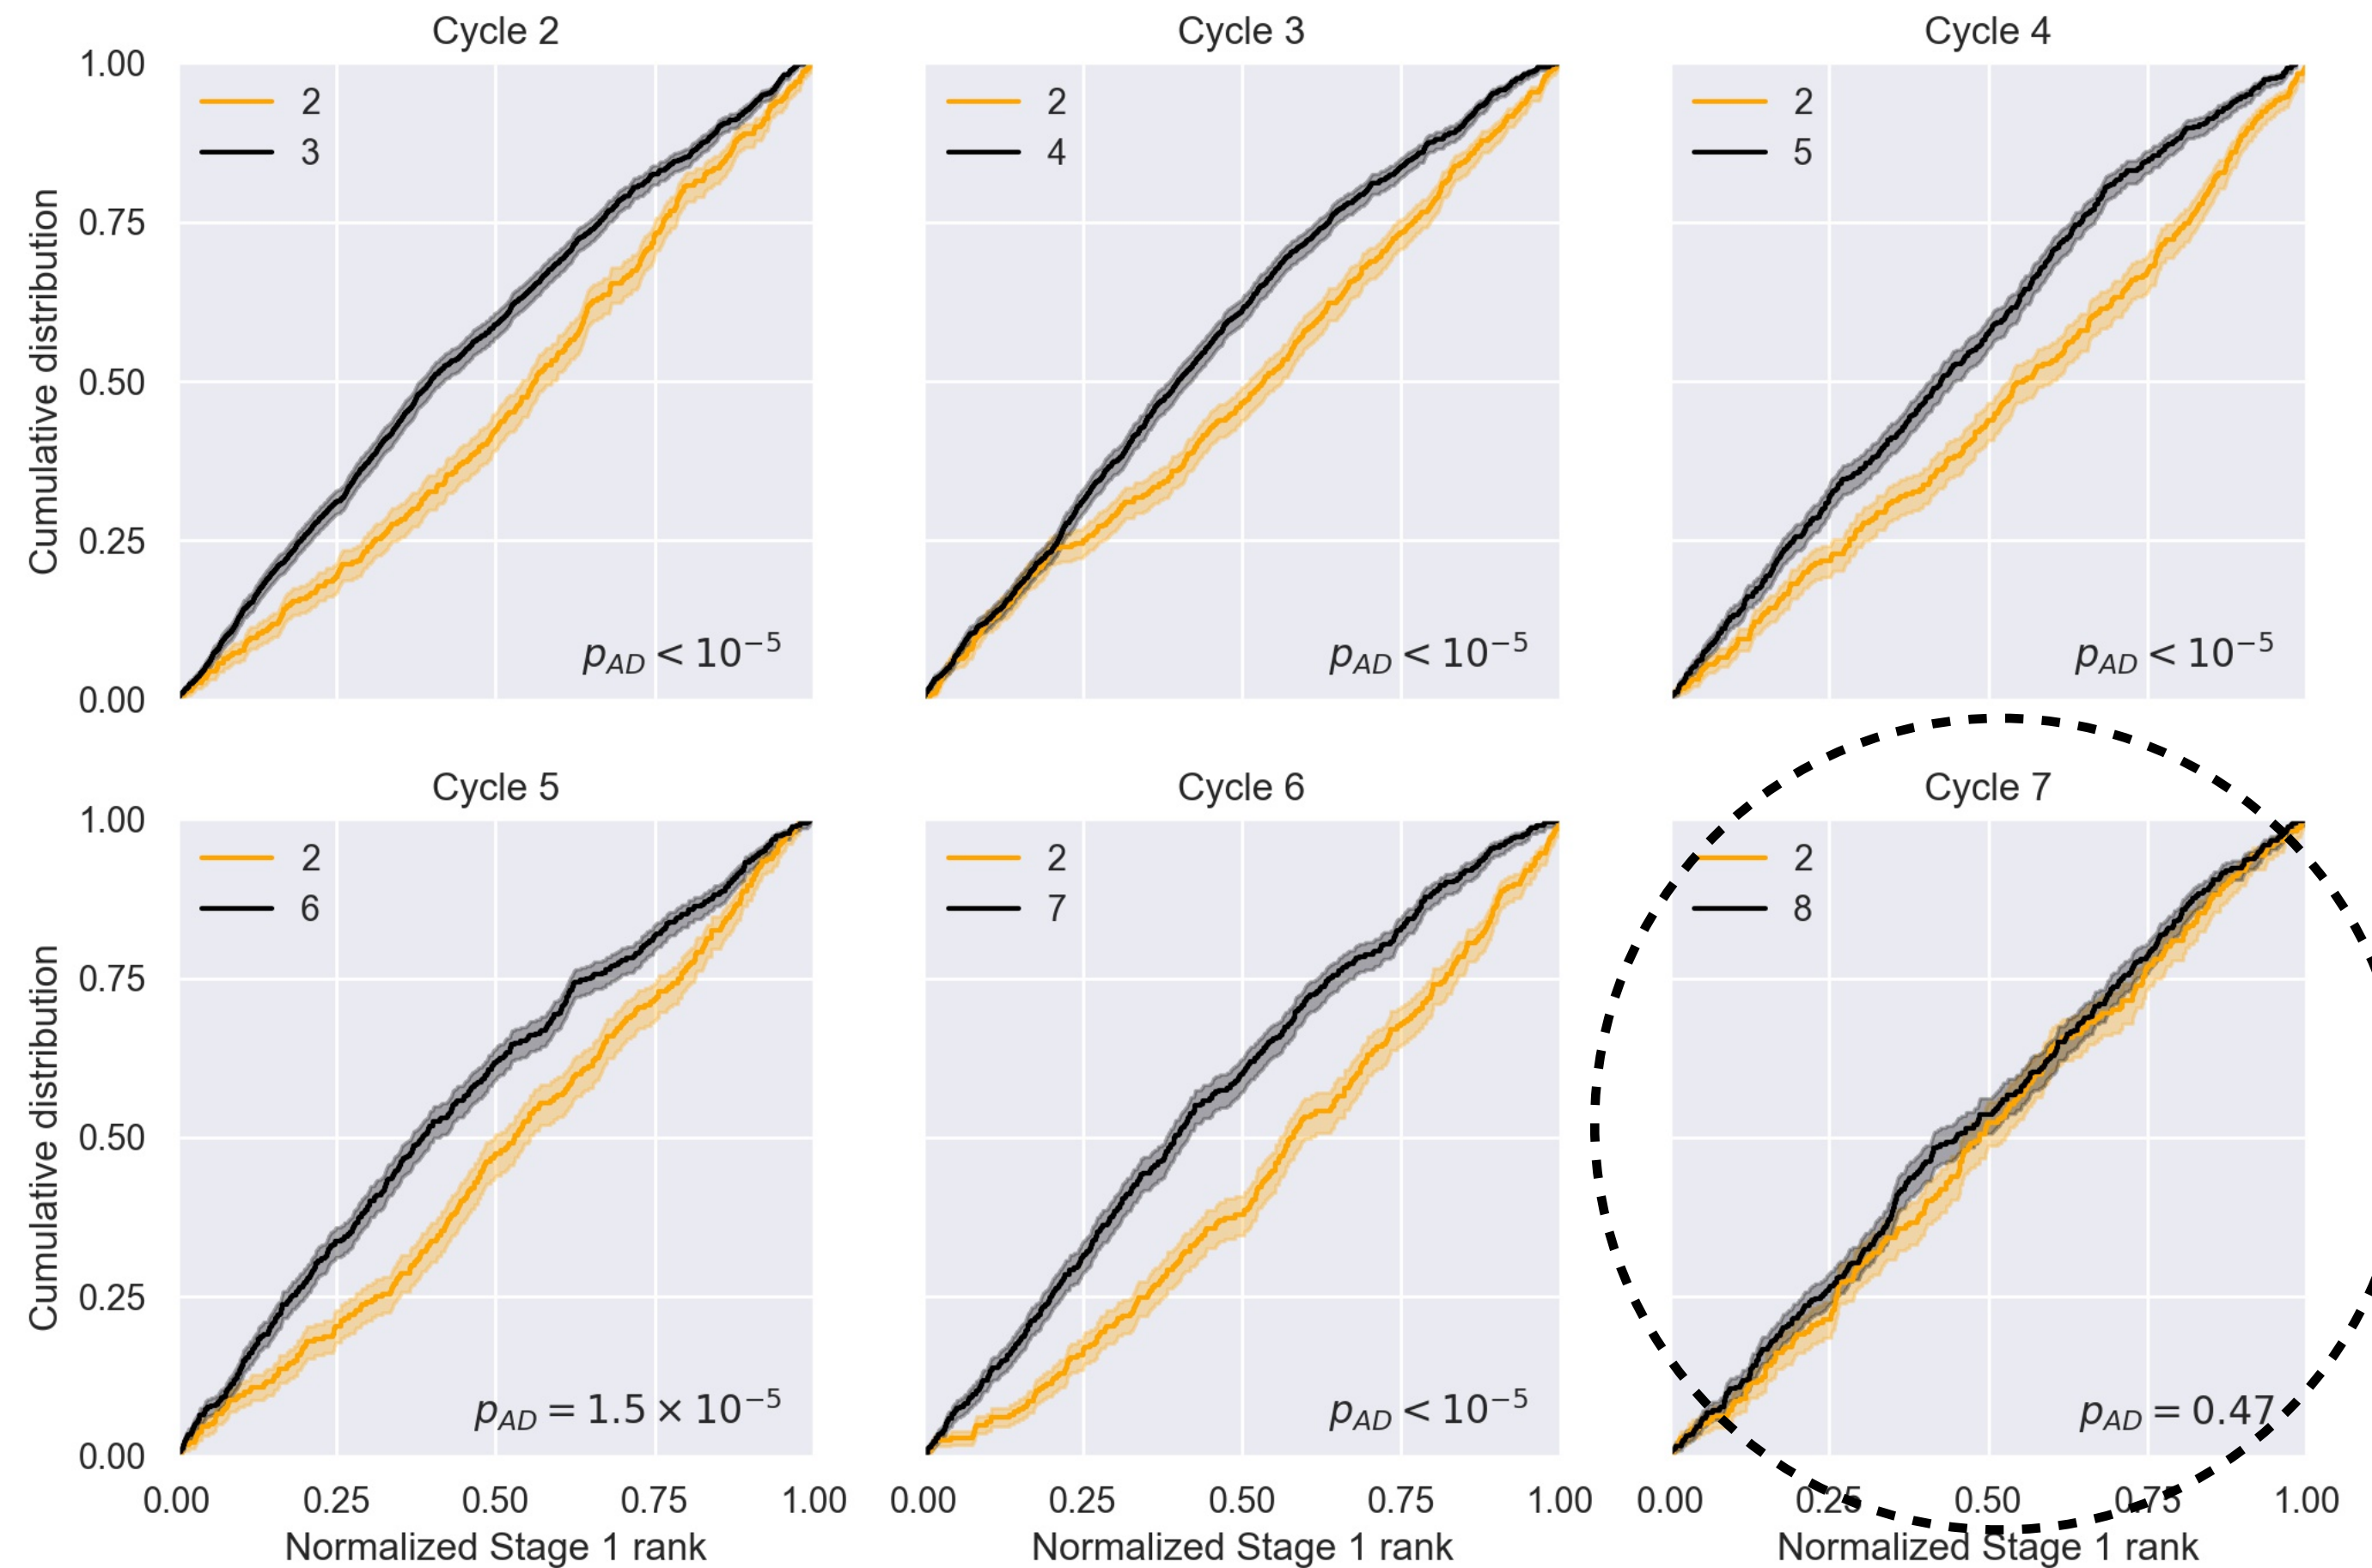 Cycle 2
Cycle 3
Cycle 4
1.00
0.75
0.50
0.25
0.00
Cumulative distribution
2
3
p_AD < 10^−5
2
4
p_AD < 10^−5
2
5
p_AD < 10^−5
Cycle 5
Cycle 6
Cycle 7
1.00
0.75
0.50
0.25
0.00
Cumulative distribution
2
6
p_AD = 1.5 × 10^−5
2
7
p_AD < 10^−5
2
8
p_AD = 0.47
0.00 0.25 0.50 0.75 1.00
0.00 0.25 0.50 0.75 1.00
0.00 0.25 0.50 0.75 1.00
Normalized Stage 1 rank
Normalized Stage 1 rank
Normalized Stage 1 rank